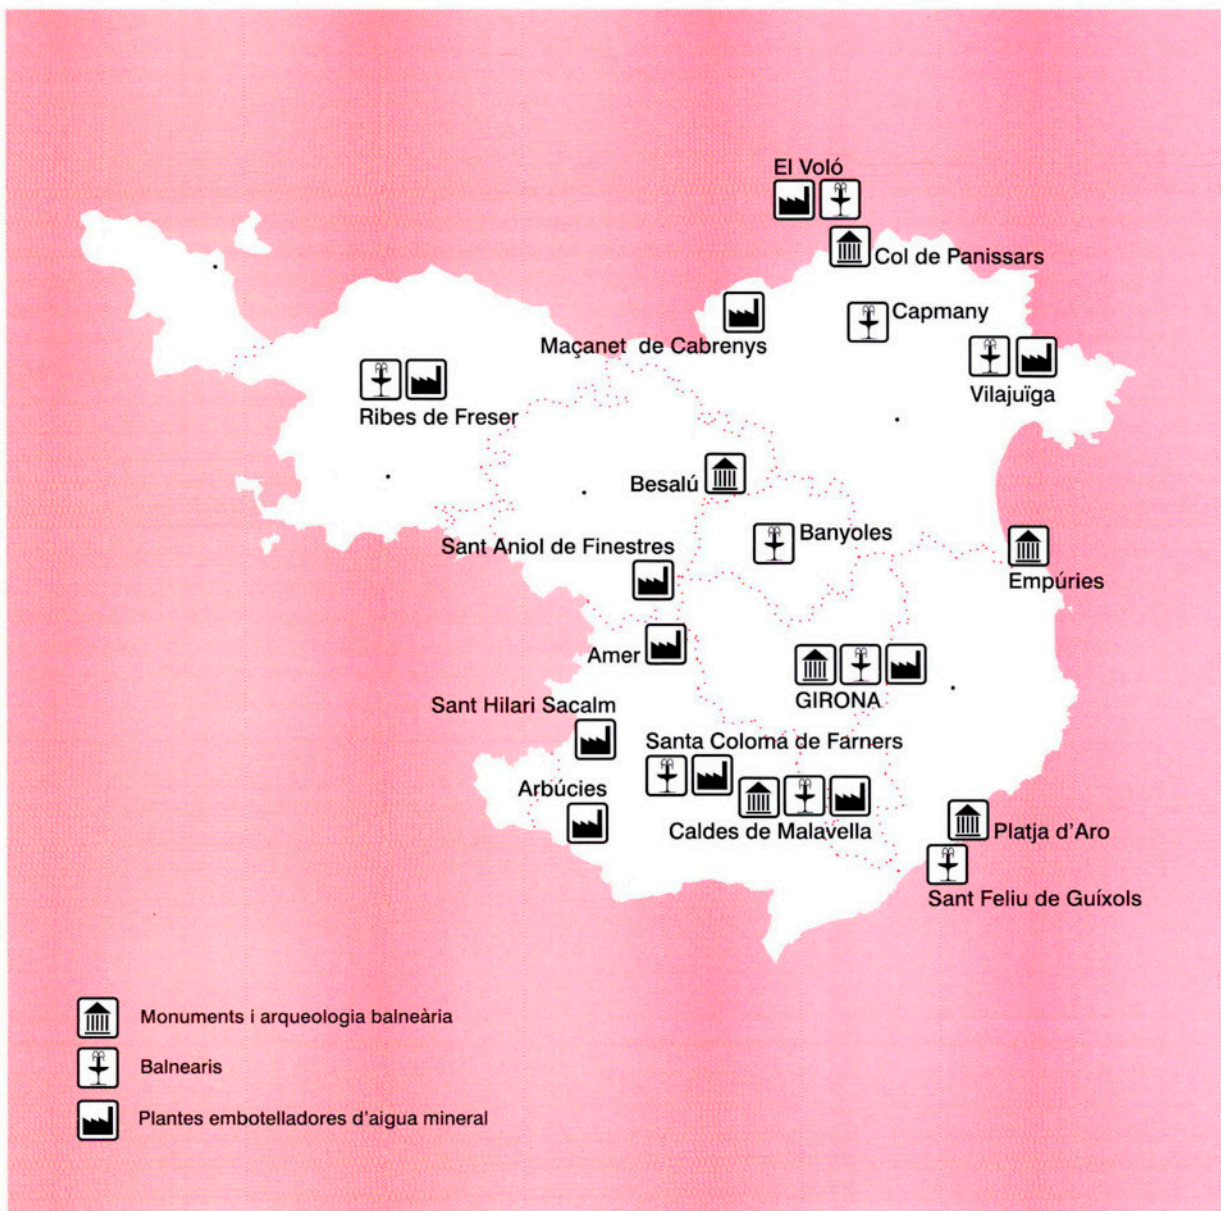 El Voló
Col de Panissars
Capmany
Maçanet de Cabrenys
Vilajuïga
Ribes de Freser
Besalú
Banyoles
Sant Aniol de Finestres
Empúries
Amer
GIRONA
Sant Hilari Sacalm
Santa Coloma de Farners
Arbúcies
Caldes de Malavella
Platja d'Aro
Sant Feliu de Guíxols
Monuments i arqueologia balneària
Balnearis
Plantes embotelladores d'aigua mineral